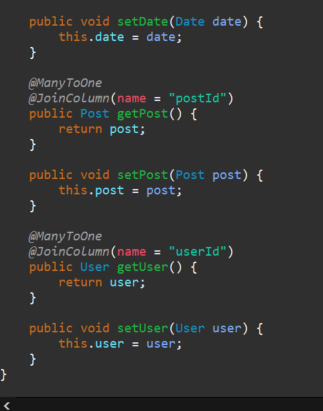 public void setDate(Date date) {
this.date = date;
}
@ManyToOne
@JoinColumn(name = "postId")
public Post getPost() {
return post;
}
public void setPost(Post post) {
this.post = post;
}
@ManyToOne
@JoinColumn(name = "userId")
public User getUser() {
return user;
}
public void setUser(User user) {
this.user = user;
}
}